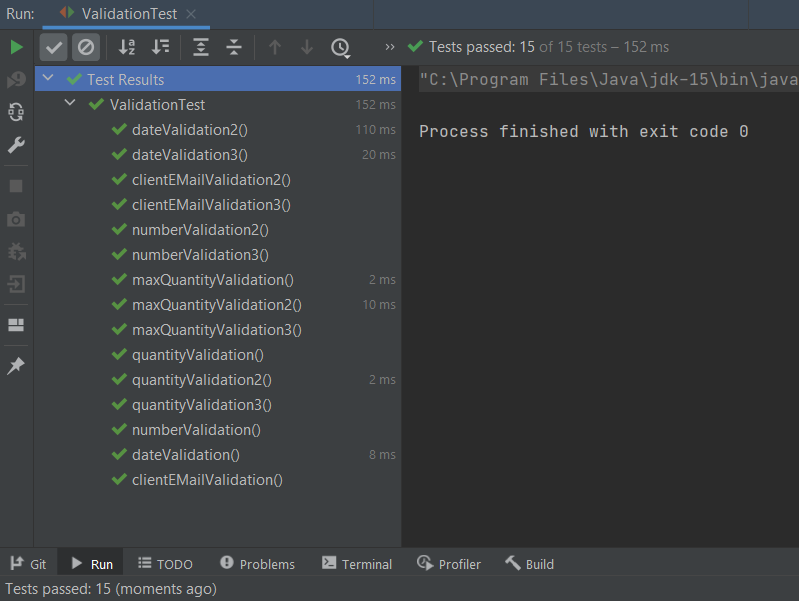 Run: ValidationTest
Tests passed: 15 of 15 tests – 152 ms
Test Results 152 ms
ValidationTest 152 ms
dateValidation2() 110 ms
dateValidation3() 20 ms
clientEMailValidation2()
clientEMailValidation3()
numberValidation2()
numberValidation3()
maxQuantityValidation() 2 ms
maxQuantityValidation2() 10 ms
maxQuantityValidation3()
quantityValidation()
quantityValidation2() 2 ms
quantityValidation3()
numberValidation()
dateValidation() 8 ms
clientEMailValidation()
"C:\Program Files\Java\jdk-15\bin\java
Process finished with exit code 0
Git Run TODO Problems Terminal Profiler Build
Tests passed: 15 (moments ago)